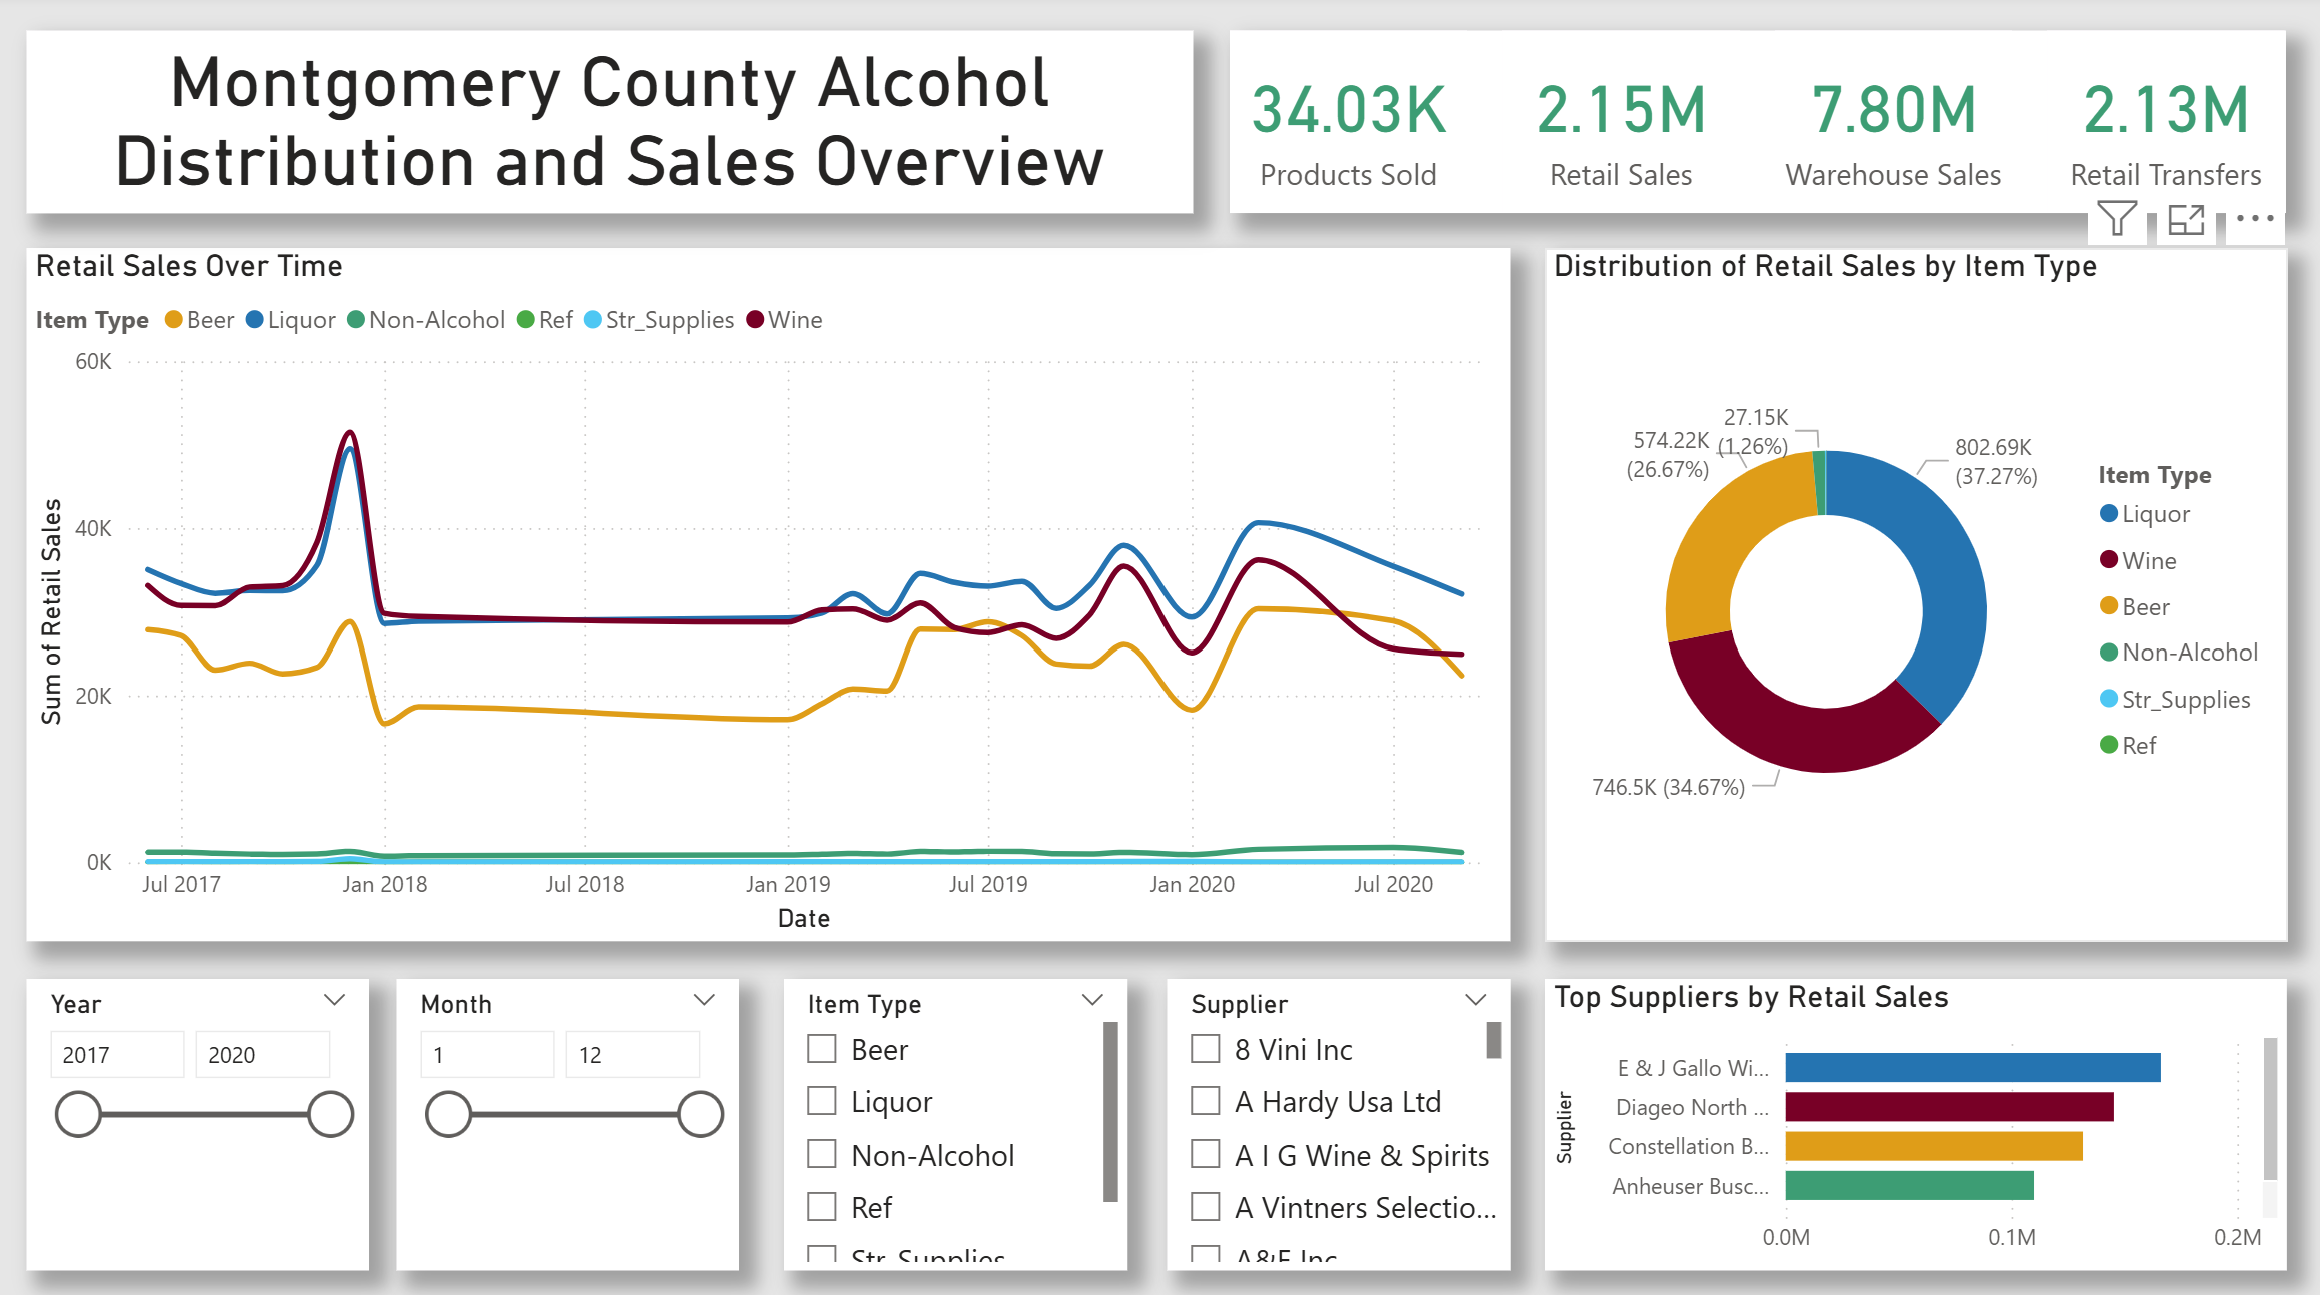 Montgomery County Alcohol
Distribution and Sales Overview
34.03K
Products Sold
2.15M
Retail Sales
7.80M
Warehouse Sales
2.13M
Retail Transfers
Retail Sales Over Time
Item Type Beer Liquor Non-Alcohol Ref Str_Supplies Wine
60K
40K
20K
0K
Sum of Retail Sales
Jul 2017 Jan 2018 Jul 2018 Jan 2019 Jul 2019 Jan 2020 Jul 2020
Date
Distribution of Retail Sales by Item Type
27.15K
(1.26%)
574.22K
(26.67%)
802.69K
(37.27%)
746.5K (34.67%)
Item Type
Liquor
Wine
Beer
Non-Alcohol
Str_Supplies
Ref
Year
2017 2020
Month
1 12
Item Type
Beer
Liquor
Non-Alcohol
Ref
Str_Supplies
Supplier
8 Vini Inc
A Hardy Usa Ltd
A I G Wine & Spirits
A Vintners Selectio...
A&E Inc
Top Suppliers by Retail Sales
Supplier
E & J Gallo Wi...
Diageo North ...
Constellation B...
Anheuser Busc...
0.0M 0.1M 0.2M